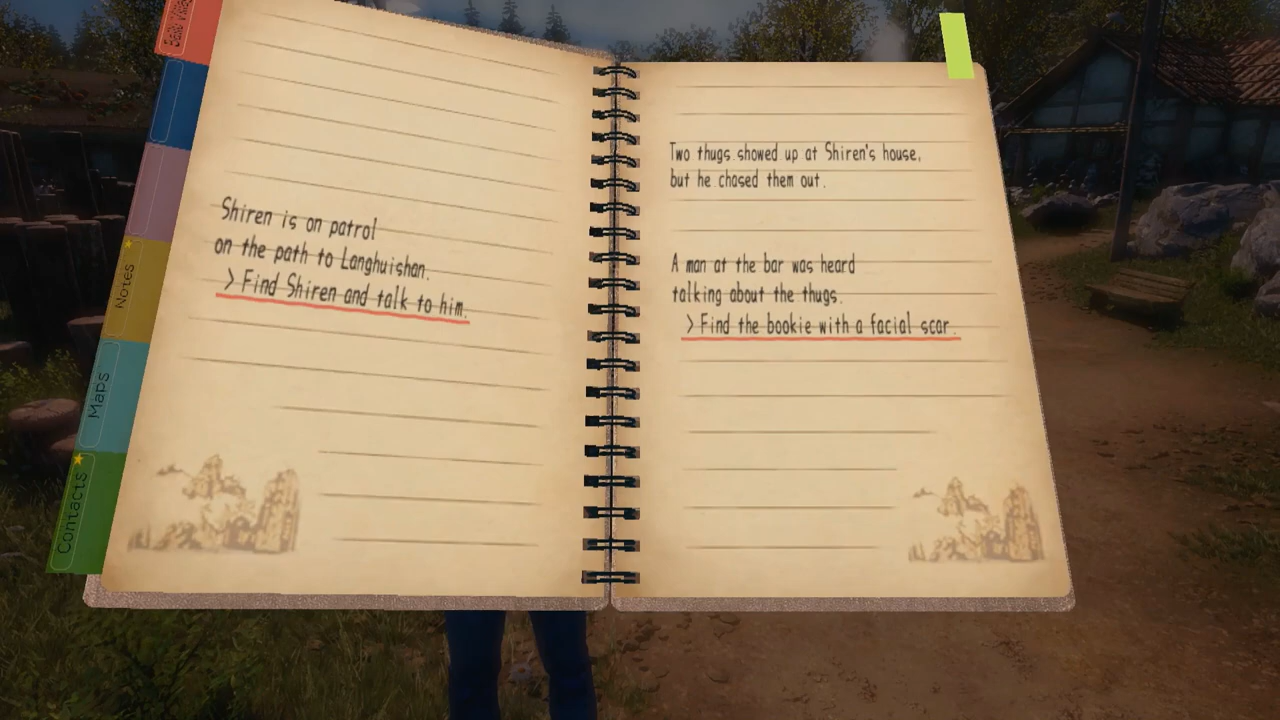 Notes
Maps
Contacts
Shiren is on patrol
on the path to Langhuishan.
> Find Shiren and talk to him.
Two thugs showed up at Shiren's house,
but he chased them out.
A man at the bar was heard
talking about the thugs.
> Find the bookie with a facial scar.